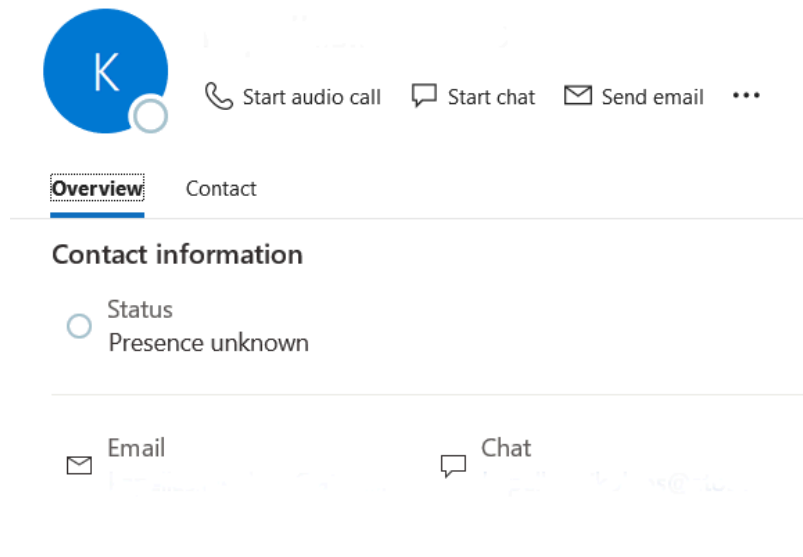 K
Start audio call Start chat Send email
Overview Contact
Contact information
Status
Presence unknown
Email Chat